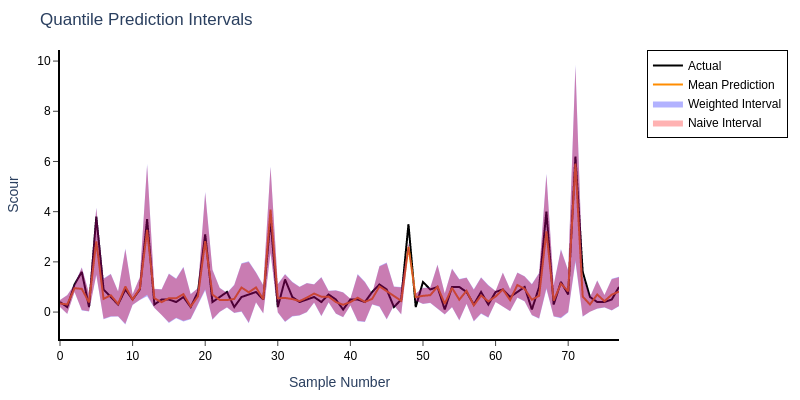 Quantile Prediction Intervals
10
8
6
4
2
0
Scour
0 10 20 30 40 50 60 70
Sample Number
Actual
Mean Prediction
Weighted Interval
Naive Interval